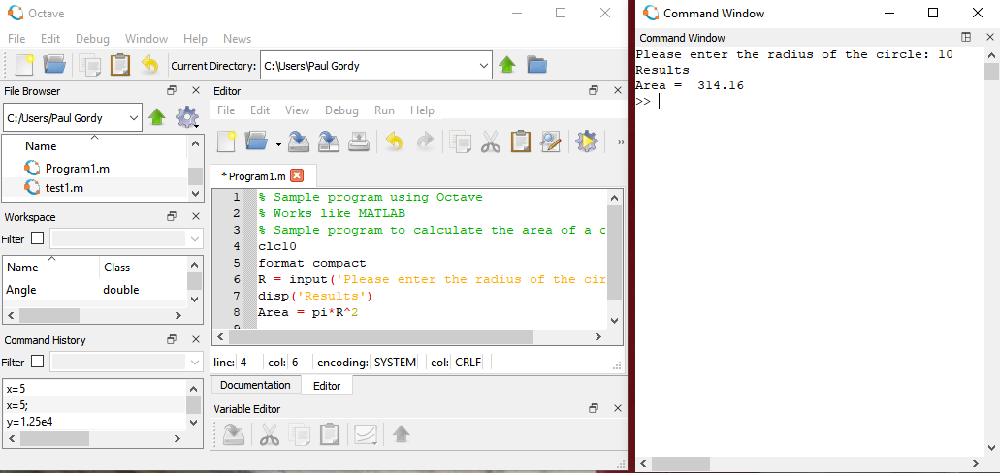 Octave
File Edit Debug Window Help News
Current Directory: C:\Users\Paul Gordy
File Browser
C:/Users/Paul Gordy
Name
Program1.m
test1.m
Workspace
Filter
Name Class
Angle double
Command History
Filter
x=5
x=5;
y=1.25e4
Editor
File Edit View Debug Run Help
»
* Program1.m
1 % Sample program using Octave
2 % Works like MATLAB
3 % Sample program to calculate the area of a c
4 clc10
5 format compact
6 R = input('Please enter the radius of the cir
7 disp('Results')
8 Area = pi*R^2
9
line: 4 col: 6 encoding: SYSTEM eol: CRLF
Documentation Editor
Variable Editor
Command Window
Command Window
Please enter the radius of the circle: 10
Results
Area = 314.16
>>